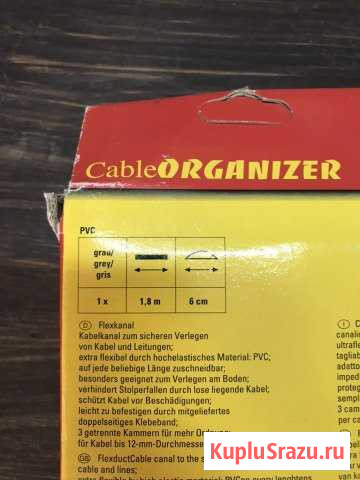 CableORGANIZER
PVC
grau/
grey/
gris
1 x
1,8 m
6 cm
D Flexkanal
Kabelkanal zum sicheren Verlegen
von Kabel und Leitungen;
extra flexibel durch hochelastisches Material: PVC;
auf jede beliebige Länge zuschneidbar;
besonders geeignet zum Verlegen am Boden;
verhindert Stolperfallen durch lose liegende Kabel;
schützt Kabel vor Beschädigungen;
leicht zu befestigen durch mitgeliefertes
doppelseitiges Klebeband;
3 getrennte Kammern für mehr Ordnung;
für Kabel bis 12-mm-Durchmesse
GB FlexductCable canal to the s
cable and lines;
I C
canali
ultrafle
tagliab
adatto
imped
protegg
sempl
3 cam
per ca
KupluSrazu.ru